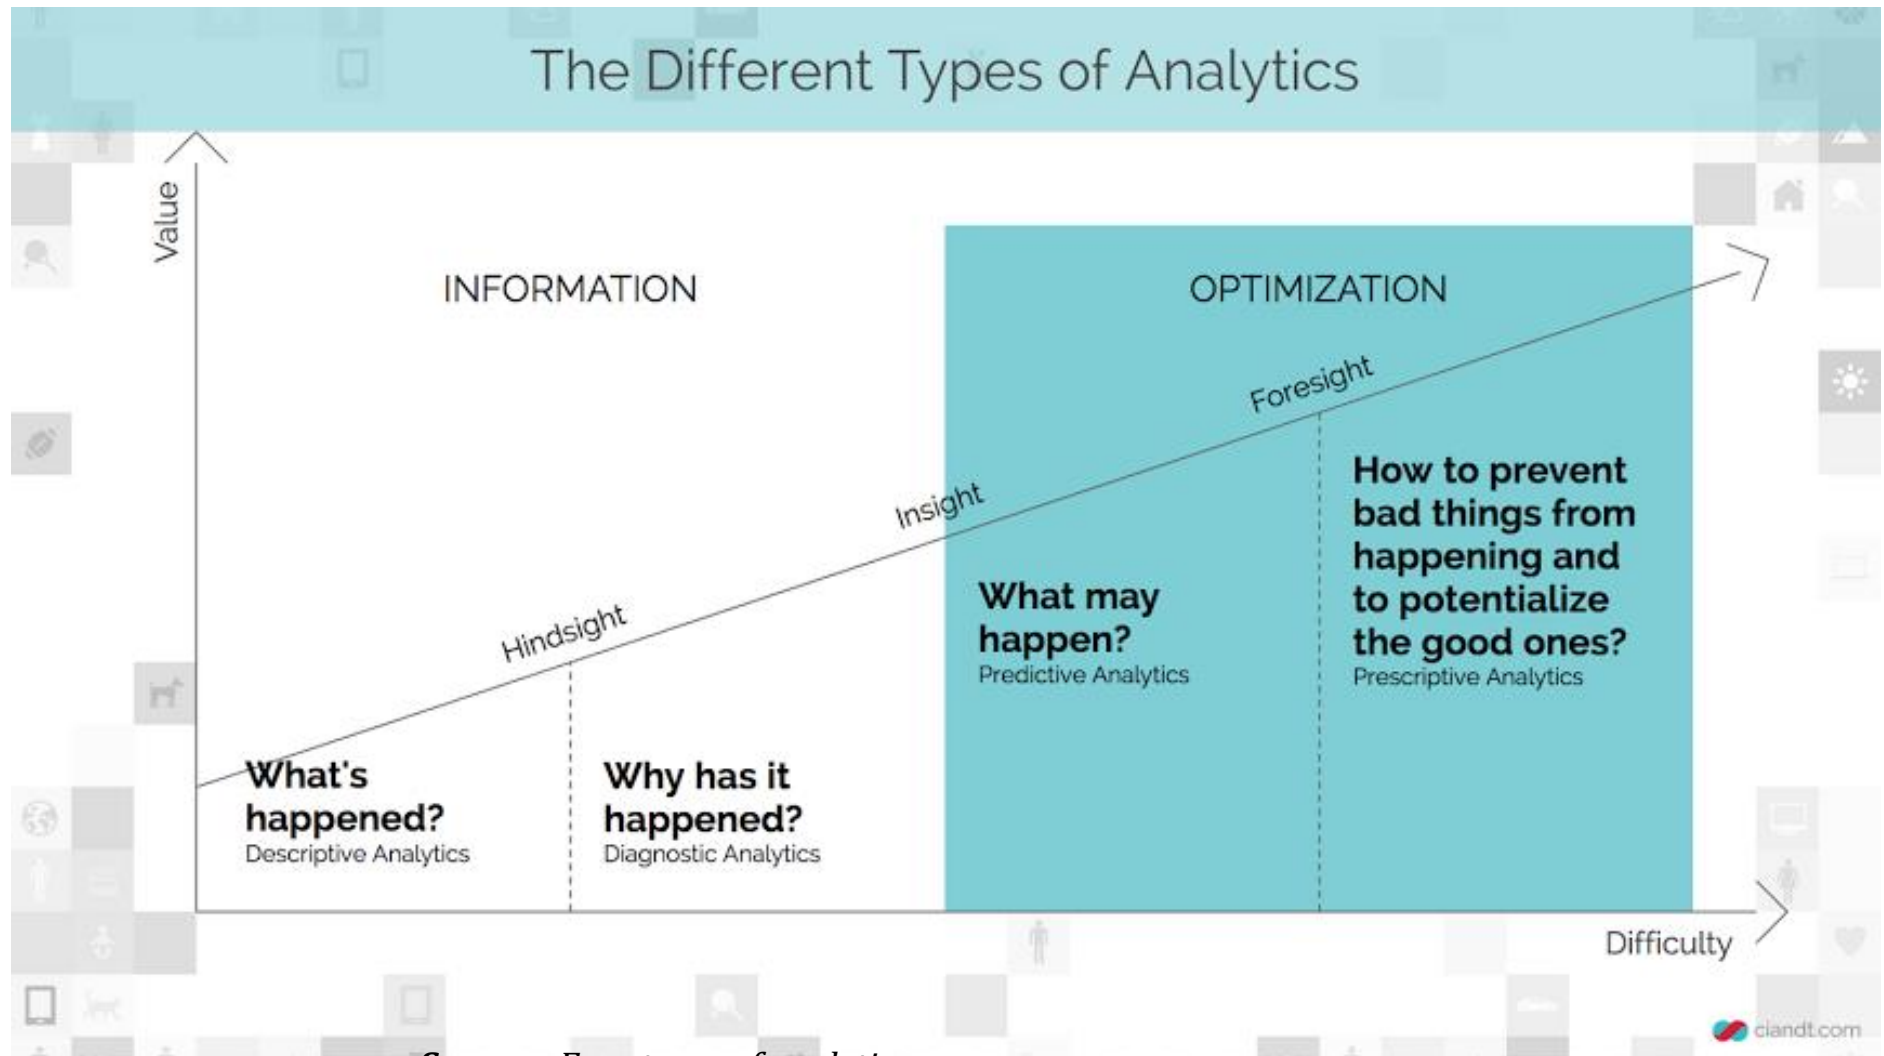 The Different Types of Analytics
Value
INFORMATION
OPTIMIZATION
Foresight
Insight
Hindsight
What's
happened?
Descriptive Analytics
Why has it
happened?
Diagnostic Analytics
What may
happen?
Predictive Analytics
How to prevent
bad things from
happening and
to potentialize
the good ones?
Prescriptive Analytics
Difficulty
ciandt.com